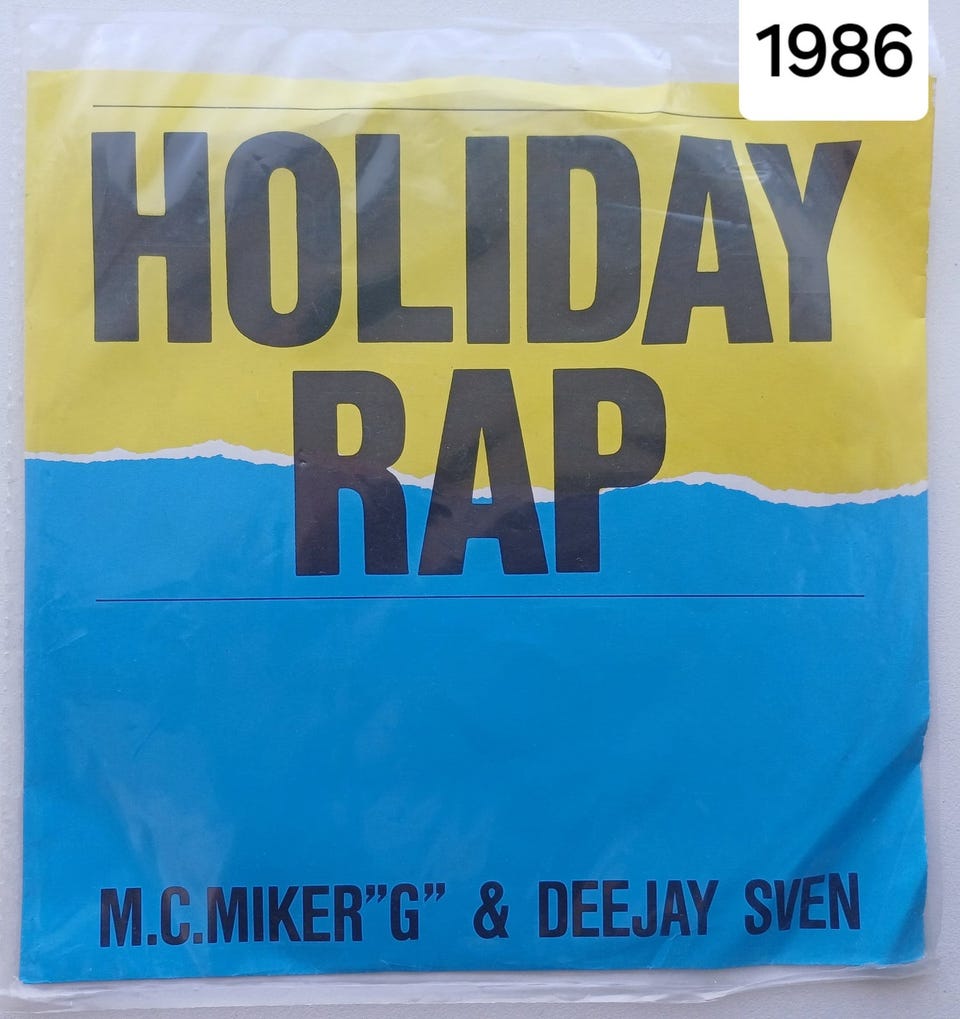 1986
HOLIDAY
RAP
M.C.MIKER”G” & DEEJAY SVEN